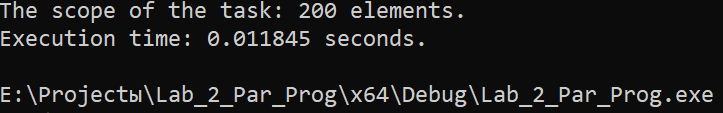 The scope of the task: 200 elements.
Execution time: 0.011845 seconds.
E:\Projectы\Lab_2_Par_Prog\x64\Debug\Lab_2_Par_Prog.exe